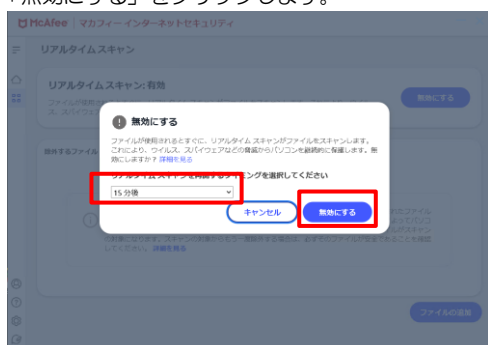 「無効にする」をクリックします。
McAfee | マカフィー インターネットセキュリティ
リアルタイムスキャン
リアルタイムスキャン: 有効
無効にする
無効にする
ファイルが使用されるとすぐに、リアルタイム スキャンがファイルをスキャンします。
これにより、ウイルス、スパイウェアなどの脅威からパソコンを継続的に保護します。無
効にしますか? 詳細を見る
リアルタイム スキャンを再開するタイミングを選択してください
15 分後
キャンセル
無効にする
除外するファイル
ファイルの追加